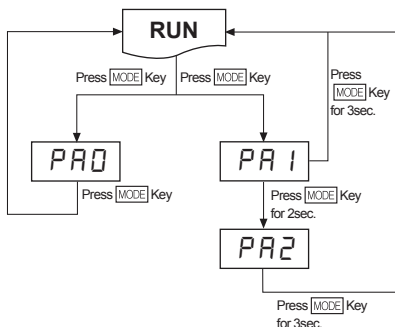 RUN
Press MODE Key
Press MODE Key
Press
MODE Key
for 3sec.
PA0
PA1
Press MODE Key
Press MODE Key
for 2sec.
PA2
Press MODE Key
for 3sec.